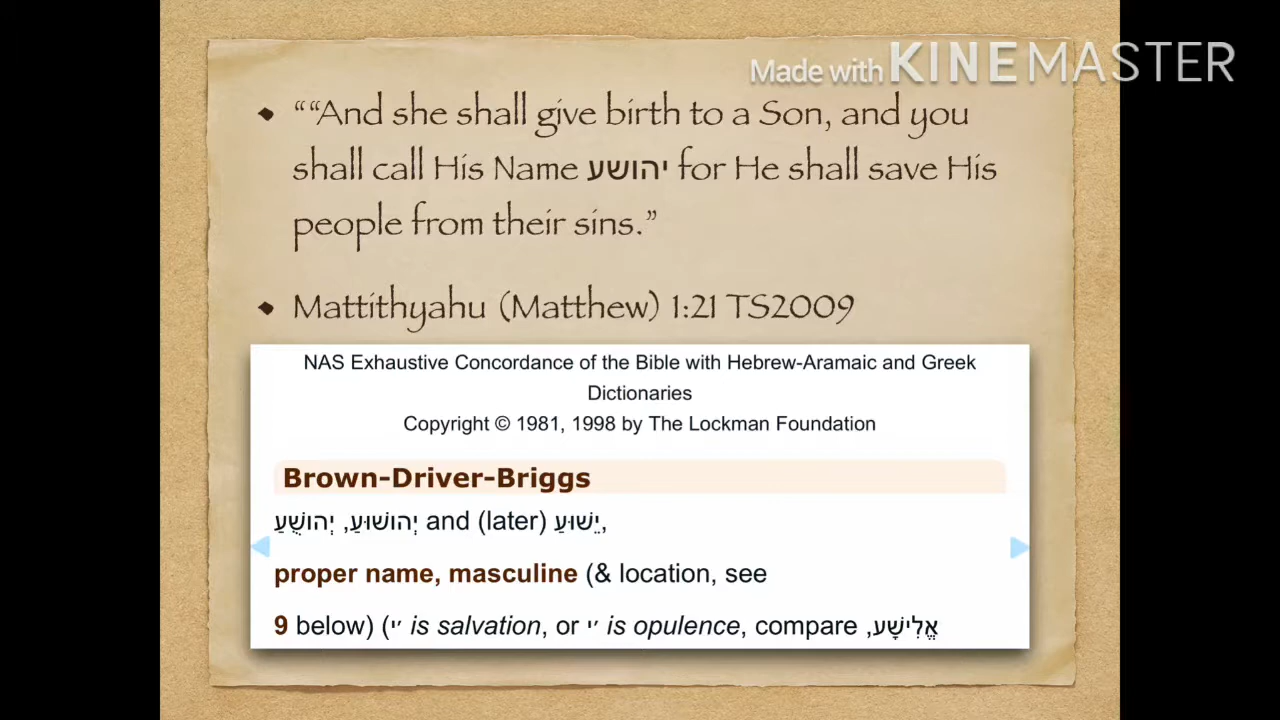 Made with KINEMASTER
• ““And she shall give birth to a Son, and you
shall call His Name יהושע for He shall save His
people from their sins.”
• Mattithyahu (Matthew) 1:21 TS2009
NAS Exhaustive Concordance of the Bible with Hebrew-Aramaic and Greek
Dictionaries
Copyright © 1981, 1998 by The Lockman Foundation
Brown-Driver-Briggs
יְהוֹשׁוּעַ, יְהוֺשֻׁעַ and (later) יֵשׁוּעַ,
proper name, masculine (& location, see
9 below) (׳י is salvation, or ׳י is opulence, compare אֱלִישָׁע,